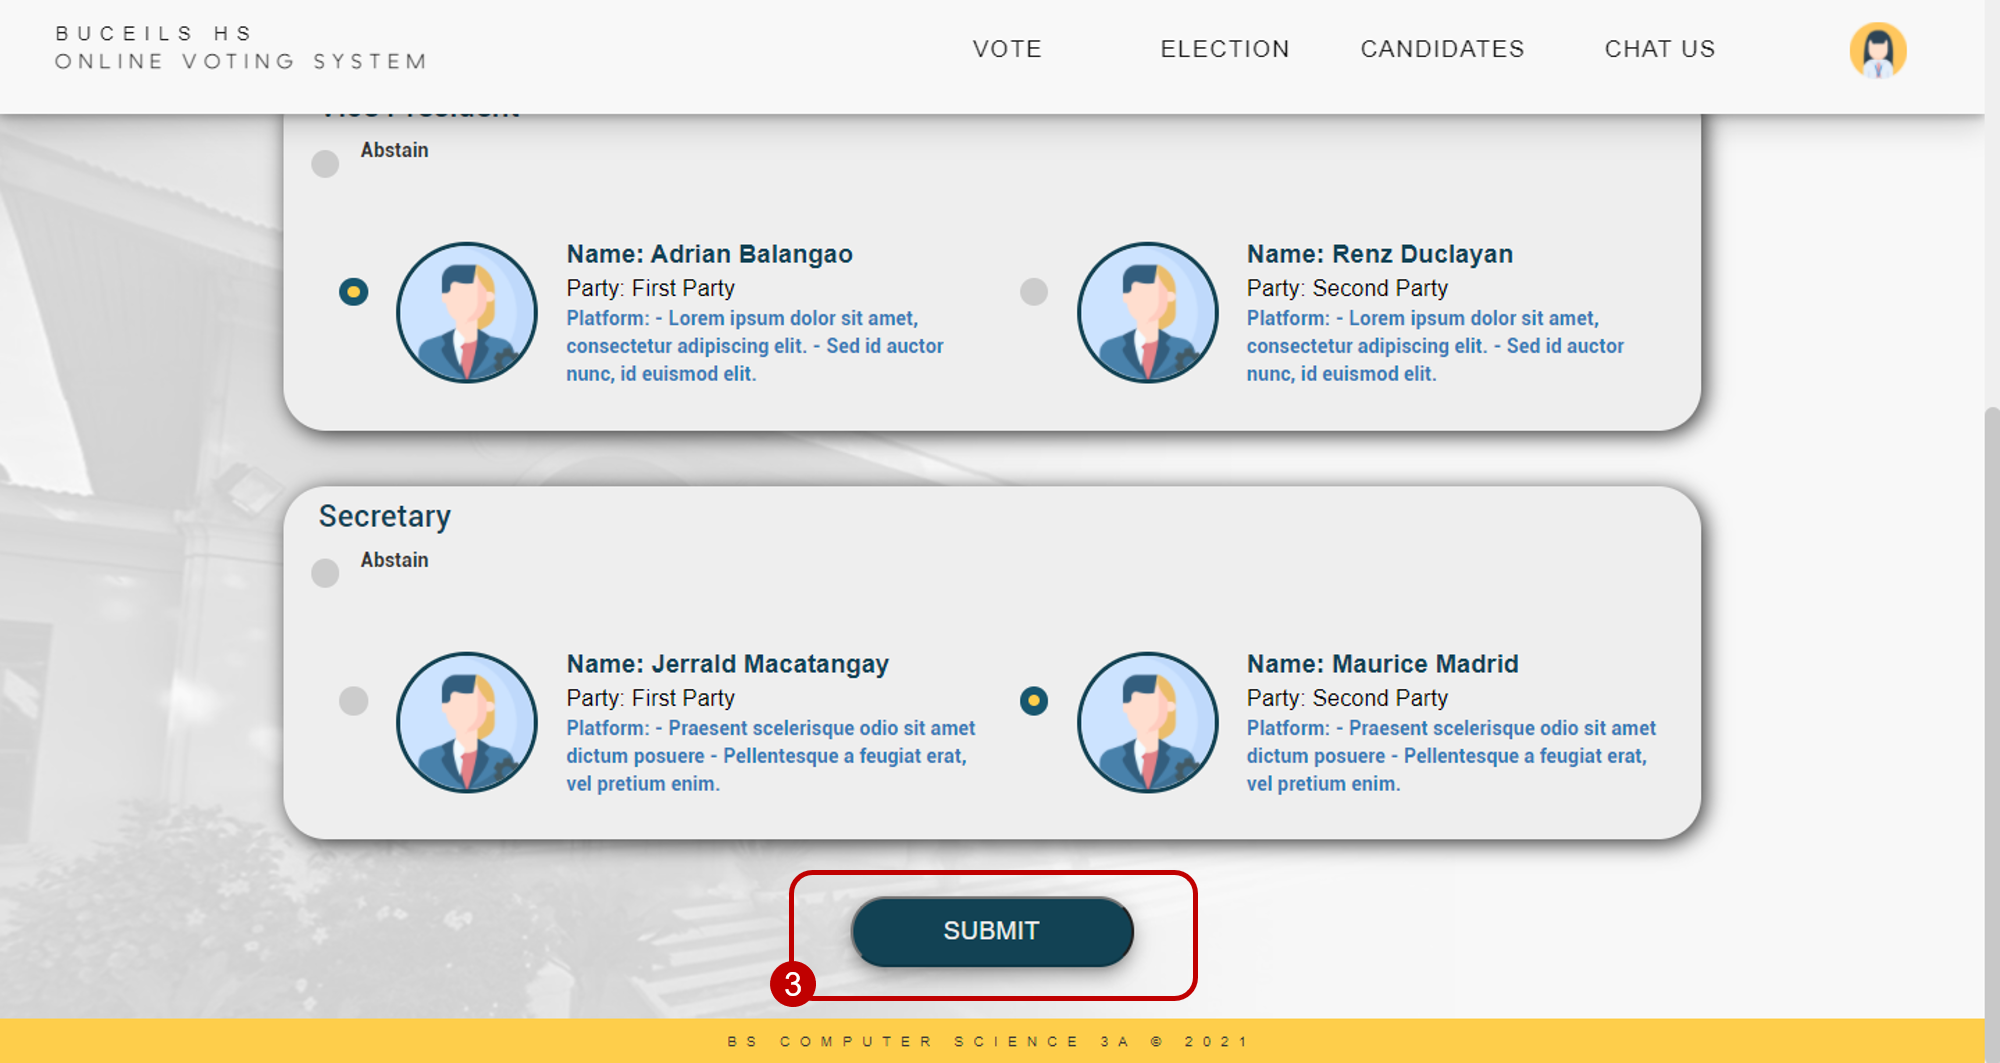 BUCEILS HS
ONLINE VOTING SYSTEM
VOTE ELECTION CANDIDATES CHAT US
Vice President
Abstain
Name: Adrian Balangao
Party: First Party
Platform: - Lorem ipsum dolor sit amet,
consectetur adipiscing elit. - Sed id auctor
nunc, id euismod elit.
Name: Renz Duclayan
Party: Second Party
Platform: - Lorem ipsum dolor sit amet,
consectetur adipiscing elit. - Sed id auctor
nunc, id euismod elit.
Secretary
Abstain
Name: Jerrald Macatangay
Party: First Party
Platform: - Praesent scelerisque odio sit amet
dictum posuere - Pellentesque a feugiat erat,
vel pretium enim.
Name: Maurice Madrid
Party: Second Party
Platform: - Praesent scelerisque odio sit amet
dictum posuere - Pellentesque a feugiat erat,
vel pretium enim.
SUBMIT
3
BS COMPUTER SCIENCE 3A © 2021